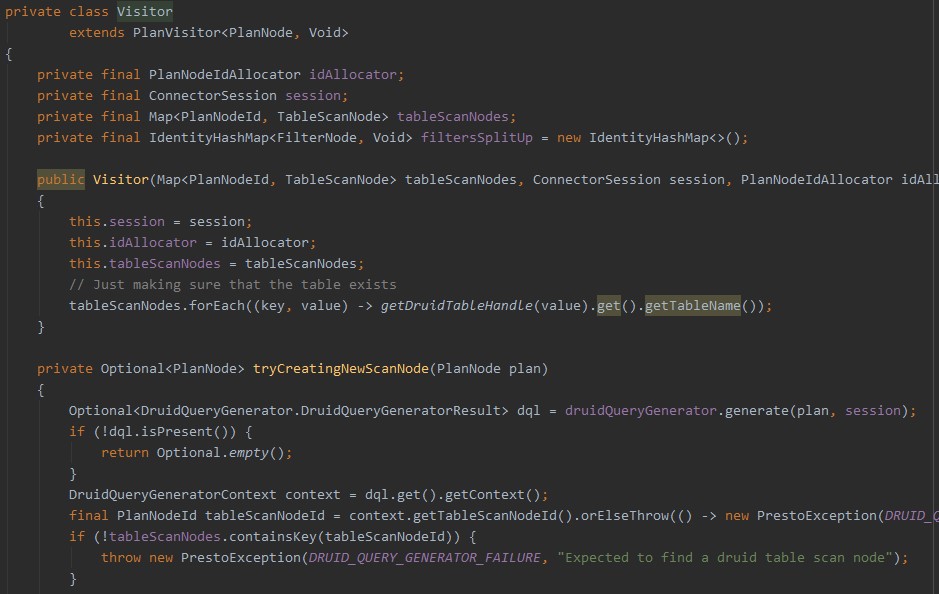 private class Visitor
        extends PlanVisitor<PlanNode, Void>
{
    private final PlanNodeIdAllocator idAllocator;
    private final ConnectorSession session;
    private final Map<PlanNodeId, TableScanNode> tableScanNodes;
    private final IdentityHashMap<FilterNode, Void> filtersSplitUp = new IdentityHashMap<>();

    public Visitor(Map<PlanNodeId, TableScanNode> tableScanNodes, ConnectorSession session, PlanNodeIdAllocator idAll
    {
        this.session = session;
        this.idAllocator = idAllocator;
        this.tableScanNodes = tableScanNodes;
        // Just making sure that the table exists
        tableScanNodes.forEach((key, value) -> getDruidTableHandle(value).get().getTableName());
    }

    private Optional<PlanNode> tryCreatingNewScanNode(PlanNode plan)
    {
        Optional<DruidQueryGenerator.DruidQueryGeneratorResult> dql = druidQueryGenerator.generate(plan, session);
        if (!dql.isPresent()) {
            return Optional.empty();
        }
        DruidQueryGeneratorContext context = dql.get().getContext();
        final PlanNodeId tableScanNodeId = context.getTableScanNodeId().orElseThrow(() -> new PrestoException(DRUID_Q
        if (!tableScanNodes.containsKey(tableScanNodeId)) {
            throw new PrestoException(DRUID_QUERY_GENERATOR_FAILURE, "Expected to find a druid table scan node");
        }